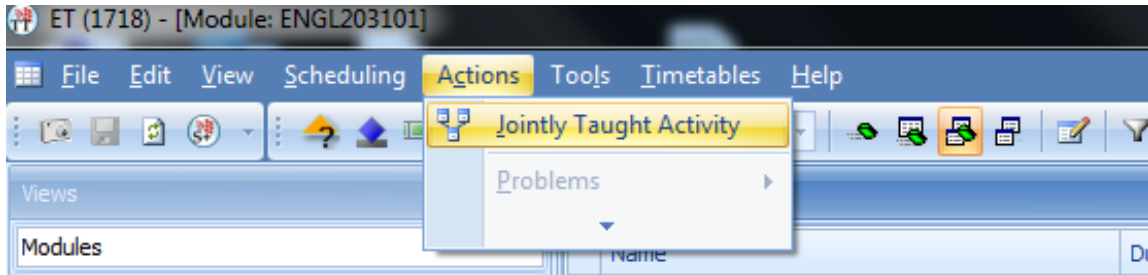 ET (1718) - [Module: ENGL203101]
File Edit View Scheduling Actions Tools Timetables Help
Jointly Taught Activity
Problems
Views
Modules
Name